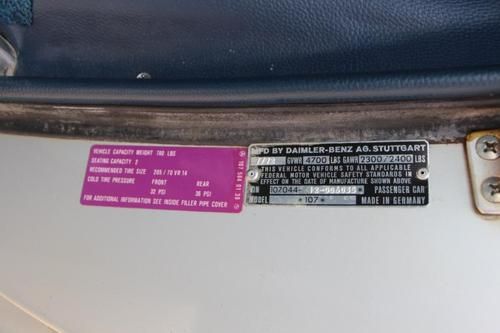 VEHICLE CAPACITY WEIGHT 780 LBS
SEATING CAPACITY 2
RECOMMENDED TIRE SIZE 205 / 70 VR 14
COLD TIRE PRESSURE FRONT REAR
PSI PSI
FOR ADDITIONAL INFORMATION SEE INSIDE FILLER PIPE COVER
MFD BY DAIMLER-BENZ AG. STUTTGART
GVWR 4700 LBS GAWR 2300/2400 LBS
THIS VEHICLE CONFORMS TO ALL APPLICABLE
FEDERAL MOTOR VEHICLE SAFETY STANDARDS IN
EFFECT ON THE DATE OF MANUFACTURE SHOWN ABOVE
107044- PASSENGER CAR
MODEL *107* MADE IN GERMANY